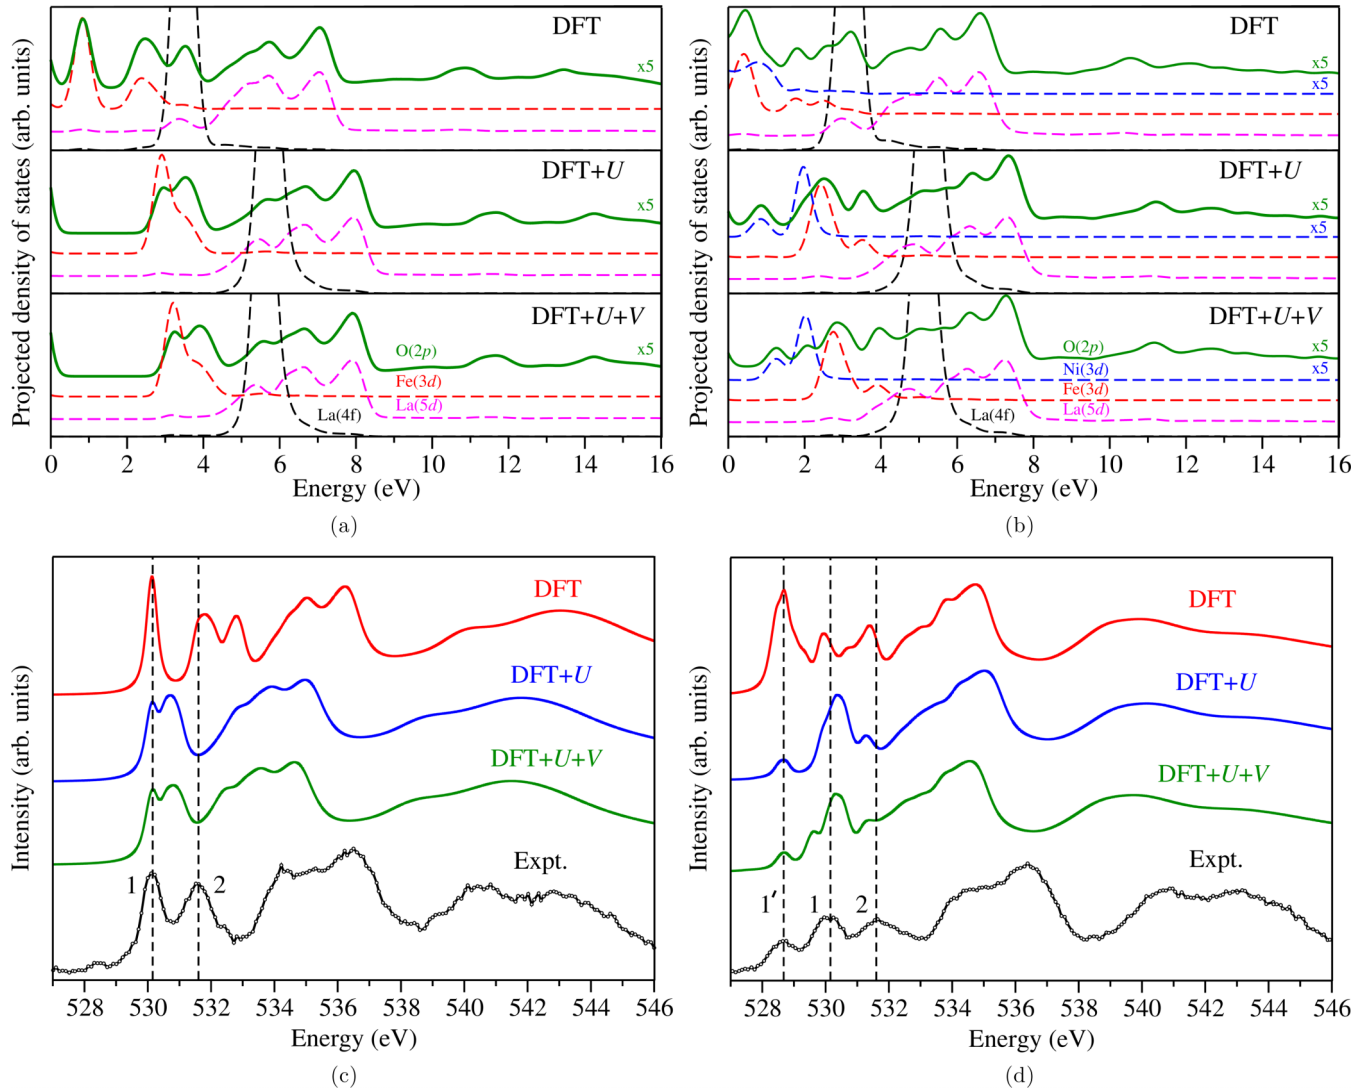 Projected density of states (arb. units)
DFT
x5
DFT+U
x5
DFT+U+V
O(2p)
x5
Fe(3d)
La(5d)
La(4f)
0 2 4 6 8 10 12 14 16
Energy (eV)
(a)
Projected density of states (arb. units)
DFT
x5
x5
DFT+U
x5
x5
DFT+U+V
O(2p)
x5
Ni(3d)
x5
Fe(3d)
La(5d)
La(4f)
0 2 4 6 8 10 12 14 16
Energy (eV)
(b)
Intensity (arb. units)
DFT
DFT+U
DFT+U+V
Expt.
1 2
528 530 532 534 536 538 540 542 544 546
Energy (eV)
(c)
Intensity (arb. units)
DFT
DFT+U
DFT+U+V
Expt.
1′ 1 2
528 530 532 534 536 538 540 542 544 546
Energy (eV)
(d)